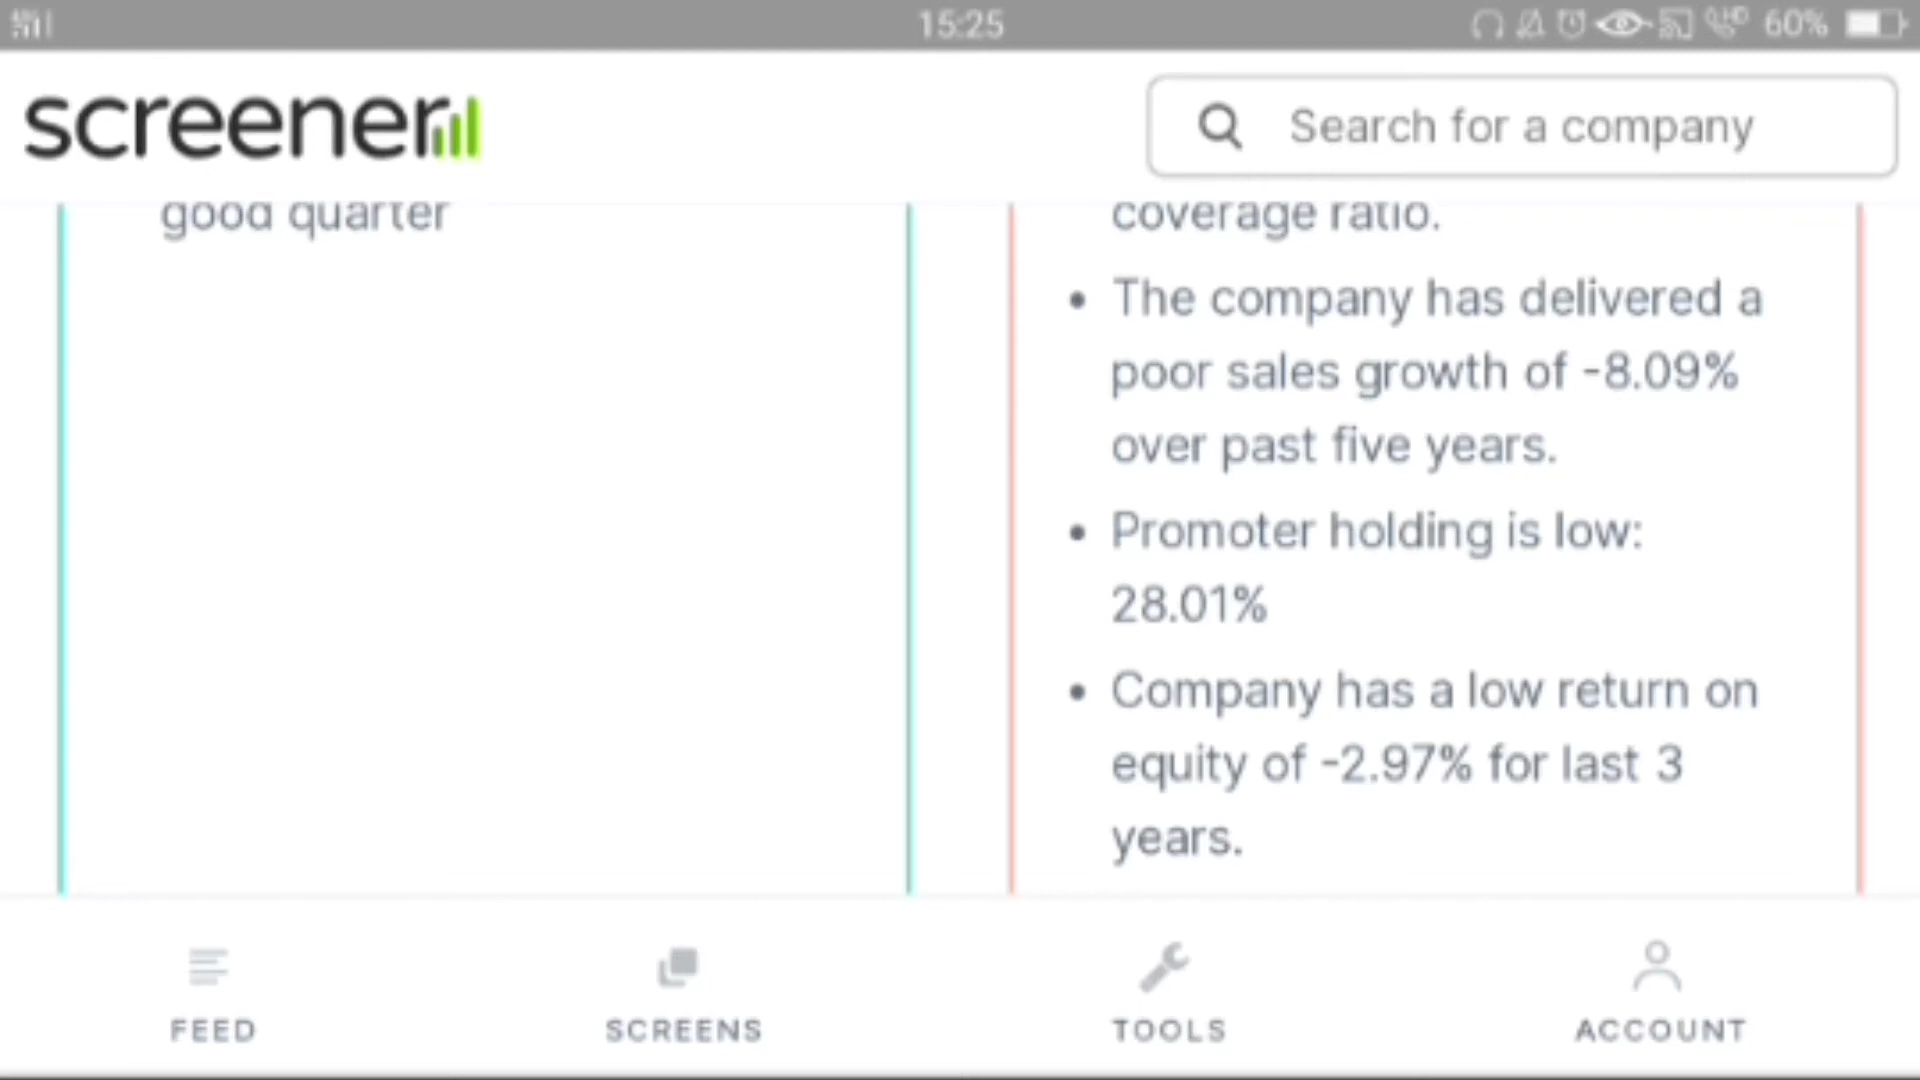 15:25
60%
screener
Search for a company
good quarter
coverage ratio.
• The company has delivered a
poor sales growth of -8.09%
over past five years.
• Promoter holding is low:
28.01%
• Company has a low return on
equity of -2.97% for last 3
years.
FEED
SCREENS
TOOLS
ACCOUNT